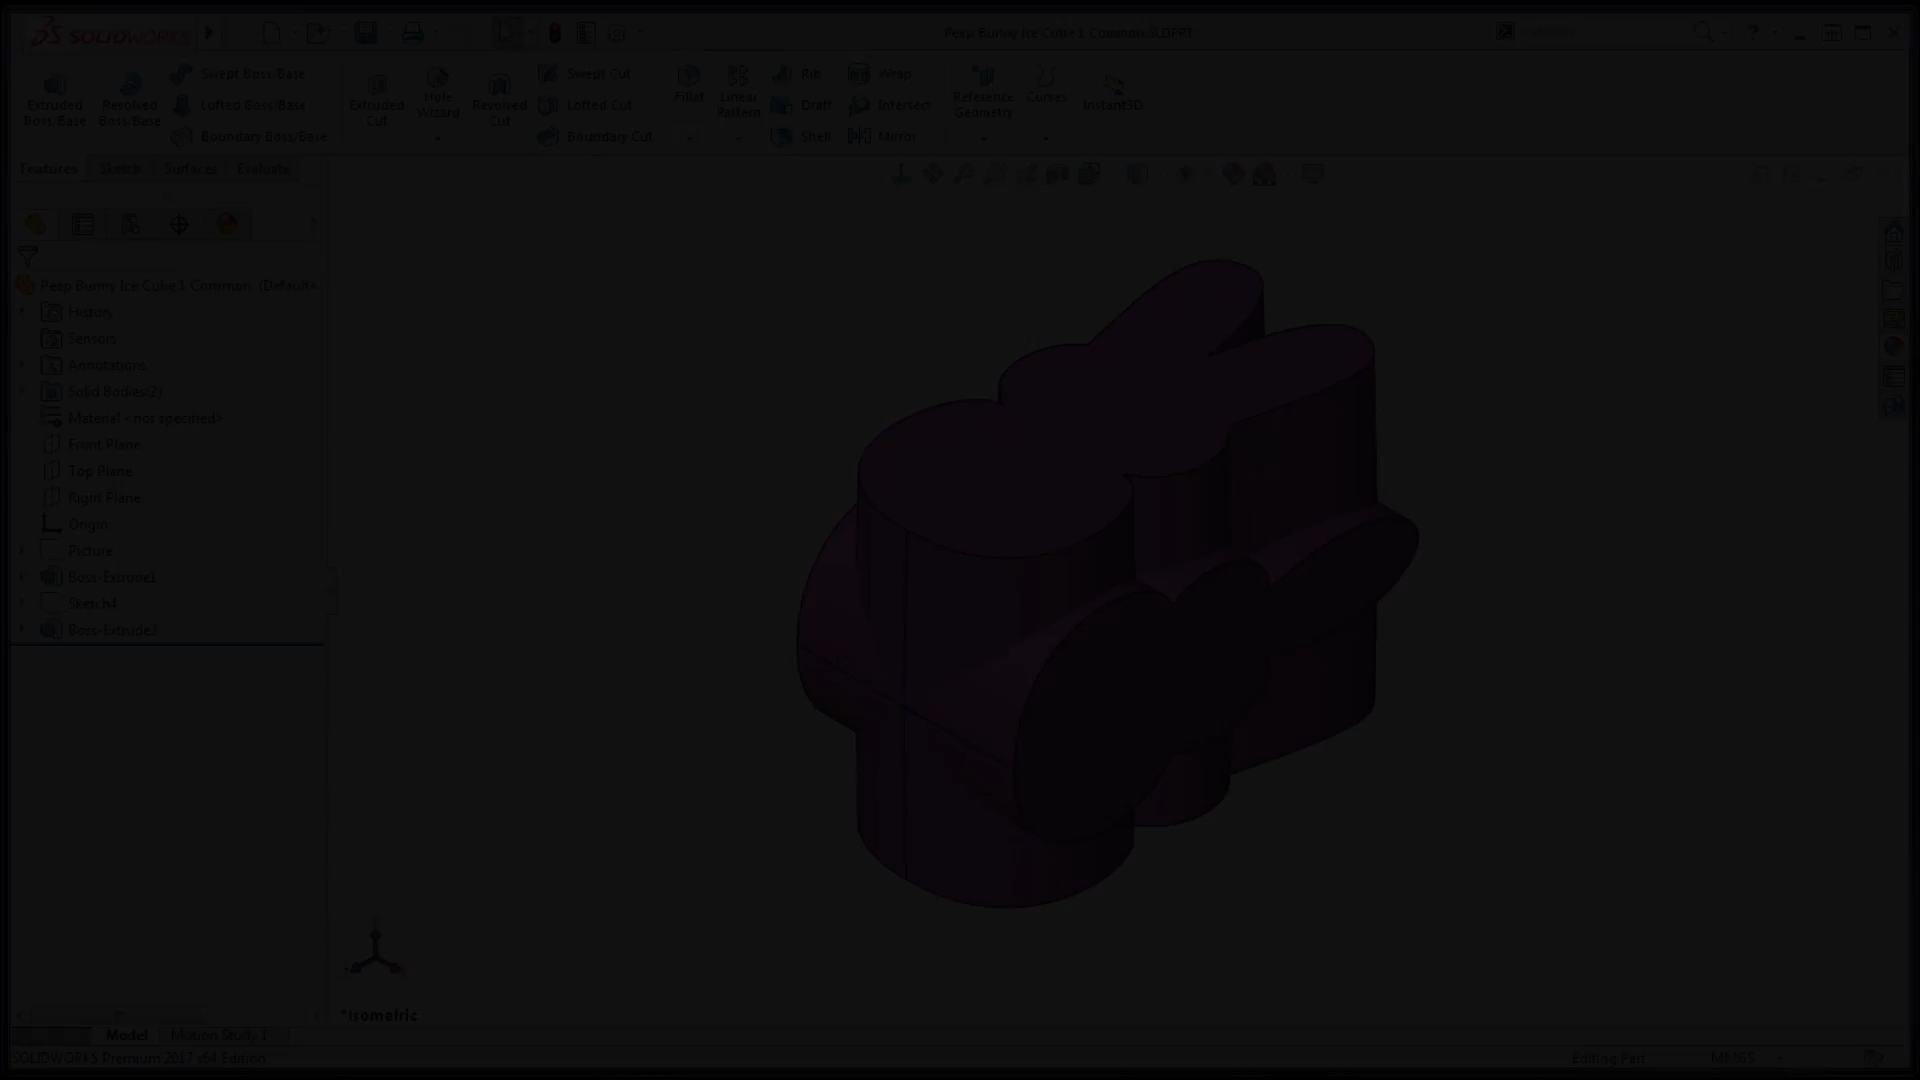 SOLIDWORKS
Peep Bunny Ice Cube 1 Common.SLDPRT
?
Extruded Boss/Base
Revolved Boss/Base
Swept Boss/Base
Lofted Boss/Base
Boundary Boss/Base
Extruded Cut
Hole Wizard
Revolved Cut
Swept Cut
Lofted Cut
Boundary Cut
Fillet
Linear Pattern
Rib
Draft
Shell
Wrap
Intersect
Mirror
Reference Geometry
Curves
Instant3D
Features
Sketch
Surfaces
Evaluate
Peep Bunny Ice Cube 1 Common (Default<
History
Sensors
Annotations
Solid Bodies(2)
Material <not specified>
Front Plane
Top Plane
Right Plane
Origin
Picture
Boss-Extrude1
Sketch4
Boss-Extrude2
*Isometric
Model
Motion Study 1
SOLIDWORKS Premium 2017 x64 Edition
Editing Part
MMGS